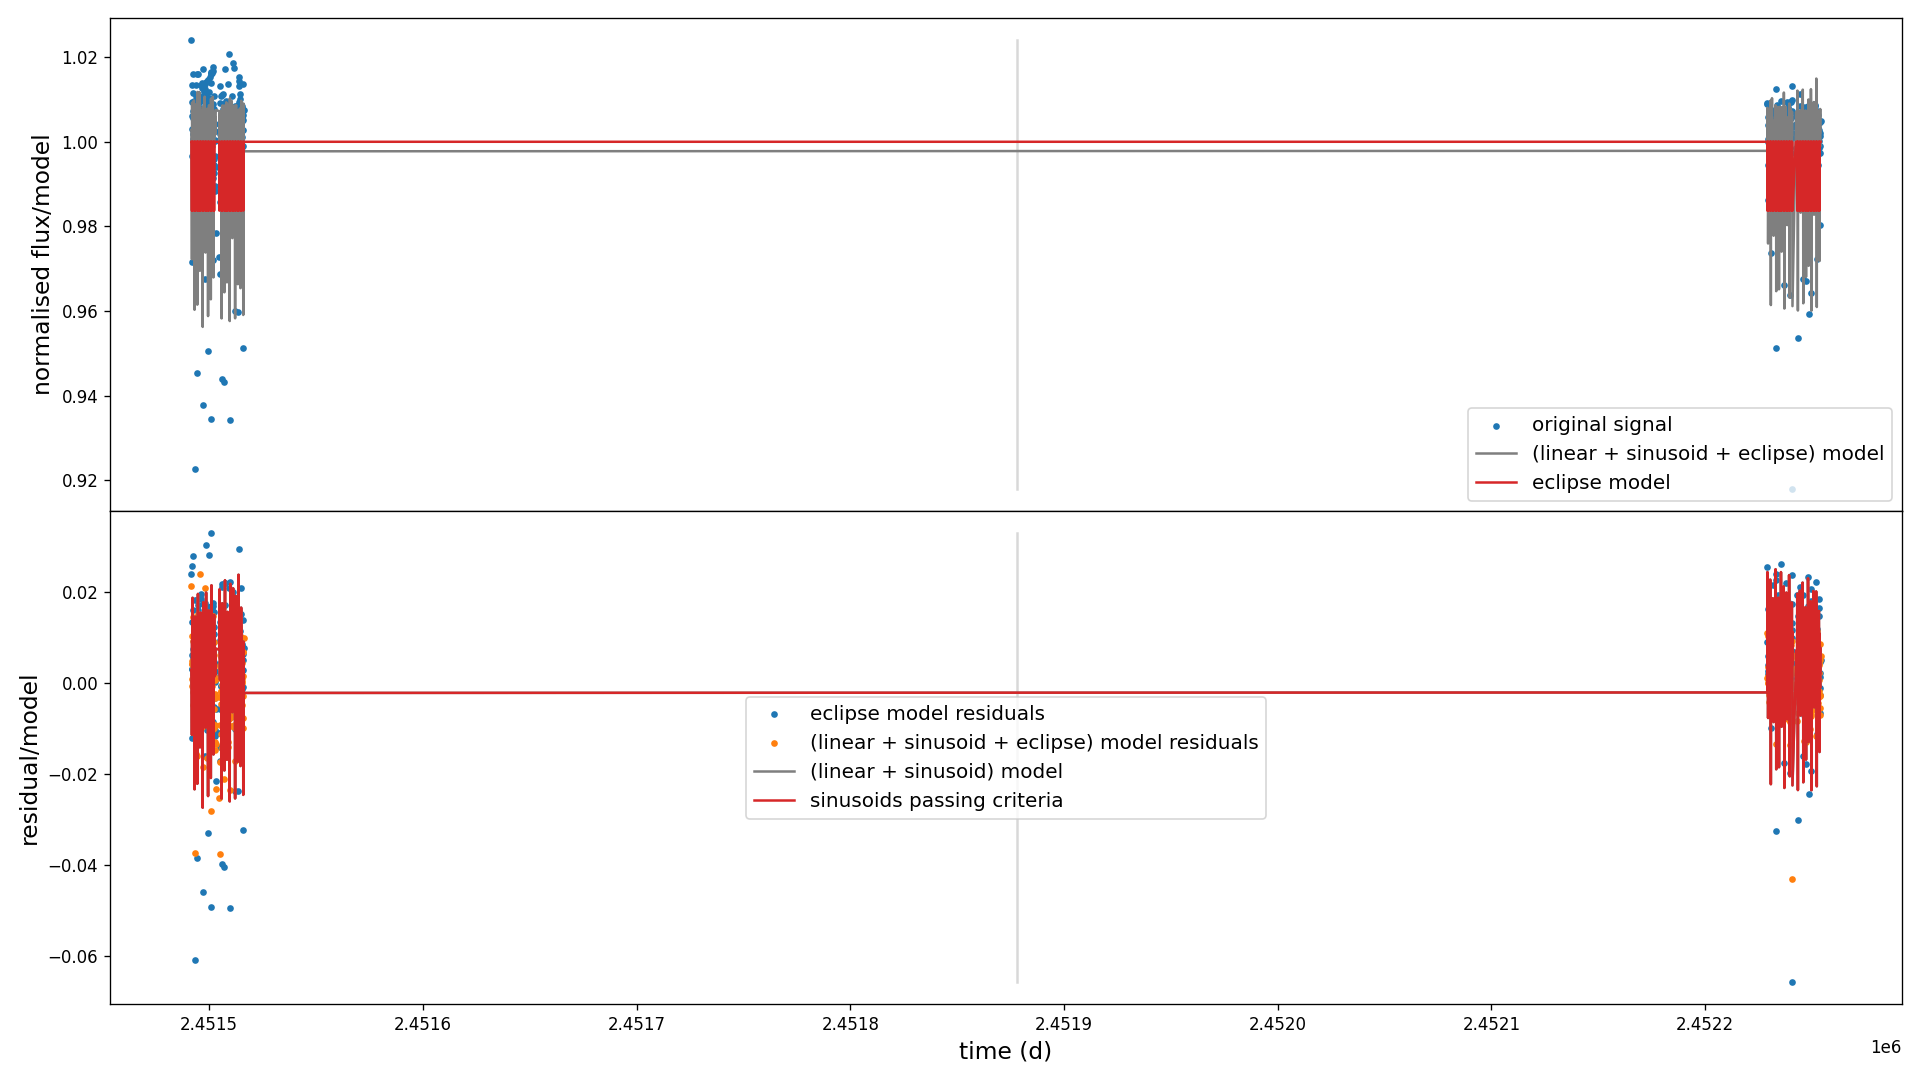 1.02
1.00
0.98
0.96
0.94
0.92
normalised flux/model
original signal
(linear + sinusoid + eclipse) model
eclipse model
0.02
0.00
−0.02
−0.04
−0.06
residual/model
eclipse model residuals
(linear + sinusoid + eclipse) model residuals
(linear + sinusoid) model
sinusoids passing criteria
2.4515
2.4516
2.4517
2.4518
2.4519
2.4520
2.4521
2.4522
1e6
time (d)